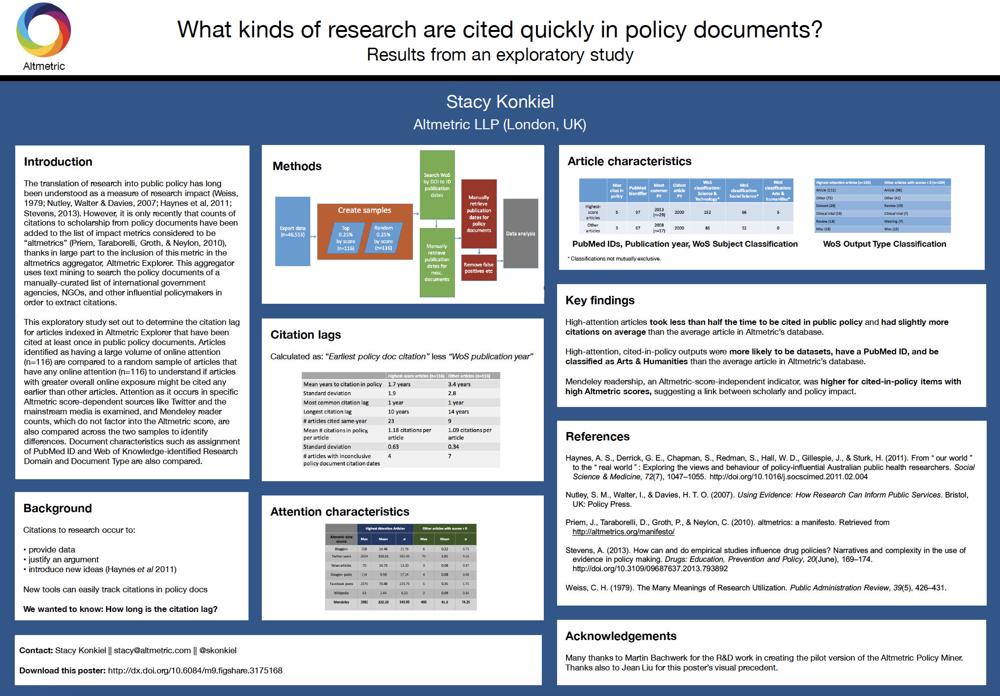 Altmetric
What kinds of research are cited quickly in policy documents?
Results from an exploratory study
Stacy Konkiel
Altmetric LLP (London, UK)
Introduction
The translation of research into public policy has long
been understood as a measure of research impact (Weiss,
1979; Nutley, Walter & Davies, 2007; Haynes et al, 2011;
Stevens, 2013). However, it is only recently that counts of
citations to scholarship from policy documents have been
added to the list of impact metrics considered to be
“altmetrics” (Priem, Taraborelli, Groth, & Neylon, 2010),
thanks in large part to the inclusion of this metric in the
altmetrics aggregator, Altmetric Explorer. This aggregator
uses text mining to search the policy documents of a
manually-curated list of international government
agencies, NGOs, and other influential policymakers in
order to extract citations.
This exploratory study set out to determine the citation lag
for articles indexed in Altmetric Explorer that have been
cited at least once in public policy documents. Articles
identified as having a large volume of online attention
(n=116) are compared to a random sample of articles that
have any online attention (n=116) to understand if articles
with greater overall online exposure might be cited any
earlier than other articles. Attention as it occurs in specific
Altmetric score-dependent sources like Twitter and the
mainstream media is examined, and Mendeley reader
counts, which do not factor into the Altmetric score, are
also compared across the two samples to identify
differences. Document characteristics such as assignment
of PubMed ID and Web of Knowledge-identified Research
Domain and Document Type are also compared.
Background
Citations to research occur to:
• provide data
• justify an argument
• introduce new ideas (Haynes et al 2011)
New tools can easily track citations in policy docs
We wanted to know: How long is the citation lag?
Contact: Stacy Konkiel || stacy@altmetric.com || @skonkiel
Download this poster: http://dx.doi.org/10.6084/m9.figshare.3175168
Methods
Export data
(n=46,553)
Create samples
Top
0.25%
by score
(n=116)
Random
0.25%
by score
(n=116)
Search WoS
by DOI to ID
publication
dates
Manually
retrieve
publication
dates for
misc.
documents
Manually
retrieve
publication
dates for
policy
documents
Remove false
positives etc
Data analysis
Citation lags
Calculated as: “Earliest policy doc citation” less “WoS publication year”
Highest-score articles (n=116) Other articles (n=116)
Mean years to citation in policy 1.7 years 3.4 years
Standard deviation 1.9 2.8
Most common citation lag 1 year 1 year
Longest citation lag 10 years 14 years
# articles cited same-year 23 9
Mean # citations in policy, 1.18 citations per 1.09 citations per
per article article article
Standard deviation 0.63 0.34
# articles with inconclusive 4 7
policy document citation dates
Attention characteristics
Highest Attention Articles Other articles with scores < 0
Altmetric data
source Max Mean σ Max Mean σ
Bloggers 208 14.48 21.76 6 0.22 0.73
Twitter users 2604 350.01 365.45 70 2.81 9.16
News articles 70 14.73 13.20 3 0.08 0.37
Google+ posts 114 9.59 17.24 4 0.08 0.46
Facebook posts 2376 70.88 235.75 1 0.35 1.75
Wikipedia 63 2.44 6.22 2 0.09 0.34
Mendeley 1982 222.23 343.95 466 41.5 74.25
Article characteristics
Max
cites in
policy
PubMed
identifier
Most
common
PY
Oldest
article
PY
WoS
classification:
Science &
Technology*
WoS
classification:
Social Science*
WoK
classification:
Arts &
humanities*
Highest-
score
articles
5 97 2013
(n=29) 2000 152 66 5
Other
articles
3 67 2008
(n=17) 2000 86 52 0
PubMed IDs, Publication year, WoS Subject Classification
* Classifications not mutually exclusive.
Highest-attention articles (n=155) Other articles with scores < 0 (n=109)
Article (111) Article (98)
Other (75) Other (41)
Dataset (28) Review (19)
Clinical trial (19) Clinical trial (7)
Review (18) Meeting (7)
Misc (18) Misc (16)
WoS Output Type Classification
Key findings
High-attention articles took less than half the time to be cited in public policy and had slightly more
citations on average than the average article in Altmetric’s database.
High-attention, cited-in-policy outputs were more likely to be datasets, have a PubMed ID, and be
classified as Arts & Humanities than the average article in Altmetric’s database.
Mendeley readership, an Altmetric-score-independent indicator, was higher for cited-in-policy items with
high Altmetric scores, suggesting a link between scholarly and policy impact.
References
Haynes, A. S., Derrick, G. E., Chapman, S., Redman, S., Hall, W. D., Gillespie, J., & Sturk, H. (2011). From “ our world ”
to the “ real world ” : Exploring the views and behaviour of policy-influential Australian public health researchers. Social
Science & Medicine, 72(7), 1047–1055. http://doi.org/10.1016/j.socscimed.2011.02.004
Nutley, S. M., Walter, I., & Davies, H. T. O. (2007). Using Evidence: How Research Can Inform Public Services. Bristol,
UK: Policy Press.
Priem, J., Taraborelli, D., Groth, P., & Neylon, C. (2010). altmetrics: a manifesto. Retrieved from
http://altmetrics.org/manifesto/
Stevens, A. (2013). How can and do empirical studies influence drug policies? Narratives and complexity in the use of
evidence in policy making. Drugs: Education, Prevention and Policy, 20(June), 169–174.
http://doi.org/10.3109/09687637.2013.793892
Weiss, C. H. (1979). The Many Meanings of Research Utilization. Public Administration Review, 39(5), 426–431.
Acknowledgements
Many thanks to Martin Bachwerk for the R&D work in creating the pilot version of the Altmetric Policy Miner.
Thanks also to Jean Liu for this poster’s visual precedent.